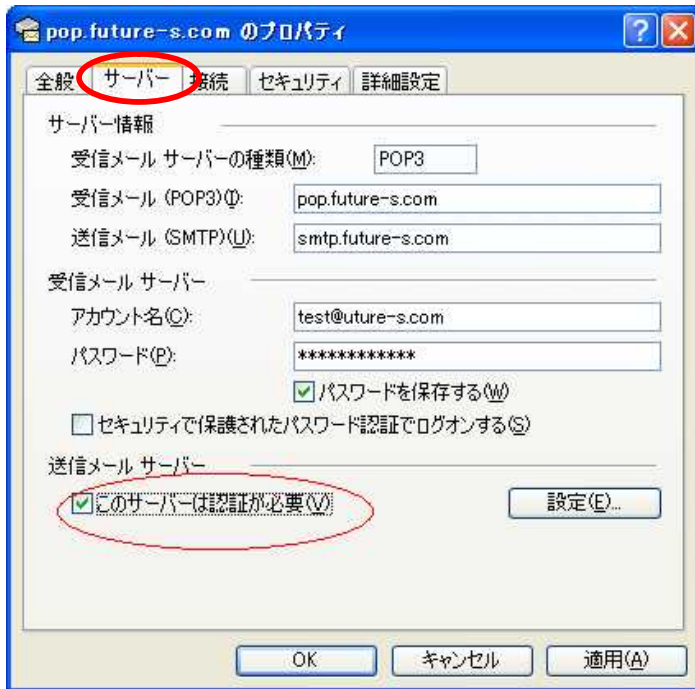 pop.future-s.com のプロパティ
全般 サーバー 接続 セキュリティ 詳細設定
サーバー情報
受信メール サーバーの種類(M): POP3
受信メール (POP3)(I): pop.future-s.com
送信メール (SMTP)(U): smtp.future-s.com
受信メール サーバー
アカウント名(C): test@uture-s.com
パスワード(P): ************
パスワードを保存する(W)
セキュリティで保護されたパスワード認証でログオンする(S)
送信メール サーバー
このサーバーは認証が必要(V) 設定(E)...
OK キャンセル 適用(A)